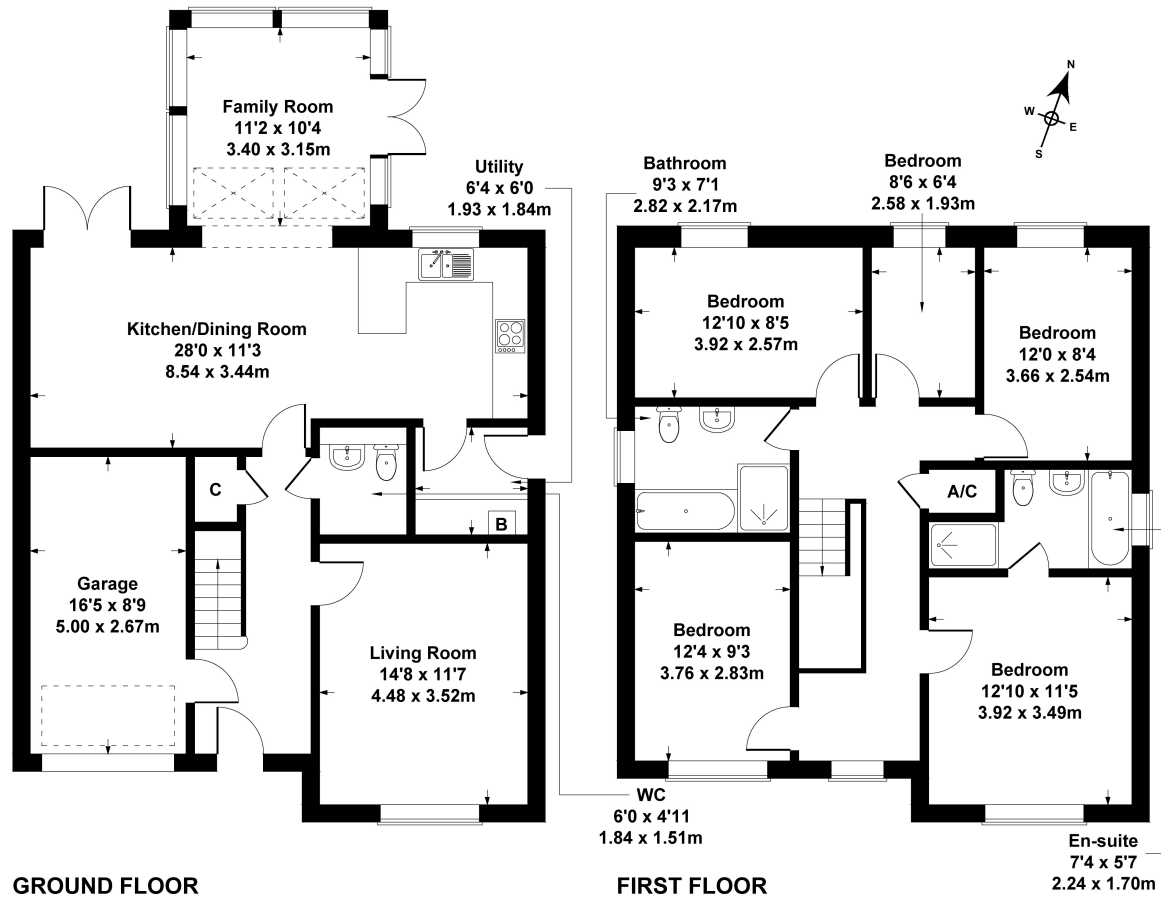 Family Room
11'2 x 10'4
3.40 x 3.15m
Utility
6'4 x 6'0
1.93 x 1.84m
Kitchen/Dining Room
28'0 x 11'3
8.54 x 3.44m
C
B
Garage
16'5 x 8'9
5.00 x 2.67m
Living Room
14'8 x 11'7
4.48 x 3.52m
WC
6'0 x 4'11
1.84 x 1.51m
GROUND FLOOR
N
W
E
S
Bathroom
9'3 x 7'1
2.82 x 2.17m
Bedroom
8'6 x 6'4
2.58 x 1.93m
Bedroom
12'10 x 8'5
3.92 x 2.57m
Bedroom
12'0 x 8'4
3.66 x 2.54m
A/C
Bedroom
12'4 x 9'3
3.76 x 2.83m
Bedroom
12'10 x 11'5
3.92 x 3.49m
En-suite
7'4 x 5'7
2.24 x 1.70m
FIRST FLOOR